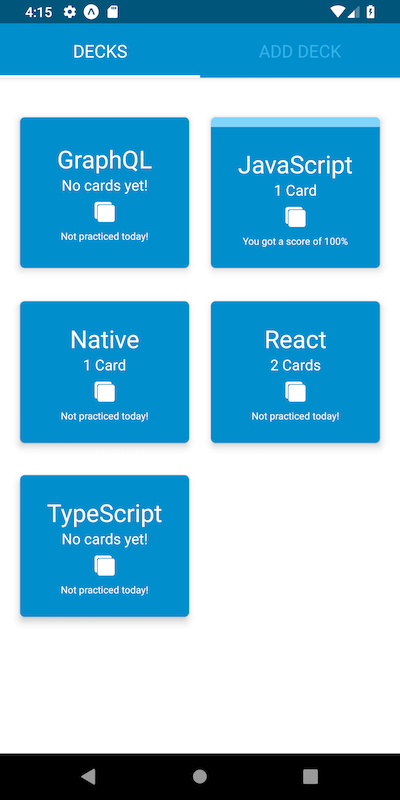 4:15
DECKS
ADD DECK
GraphQL
No cards yet!
Not practiced today!
JavaScript
1 Card
You got a score of 100%
Native
1 Card
Not practiced today!
React
2 Cards
Not practiced today!
TypeScript
No cards yet!
Not practiced today!